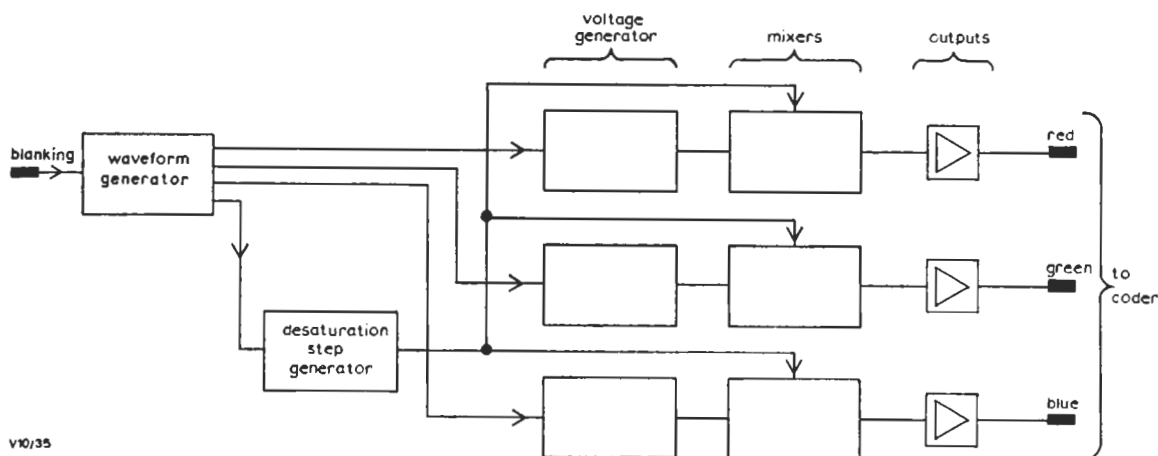 voltage
generator
mixers
outputs
blanking
waveform
generator
red
green
to
coder
desaturation
step
generator
blue
V10/35